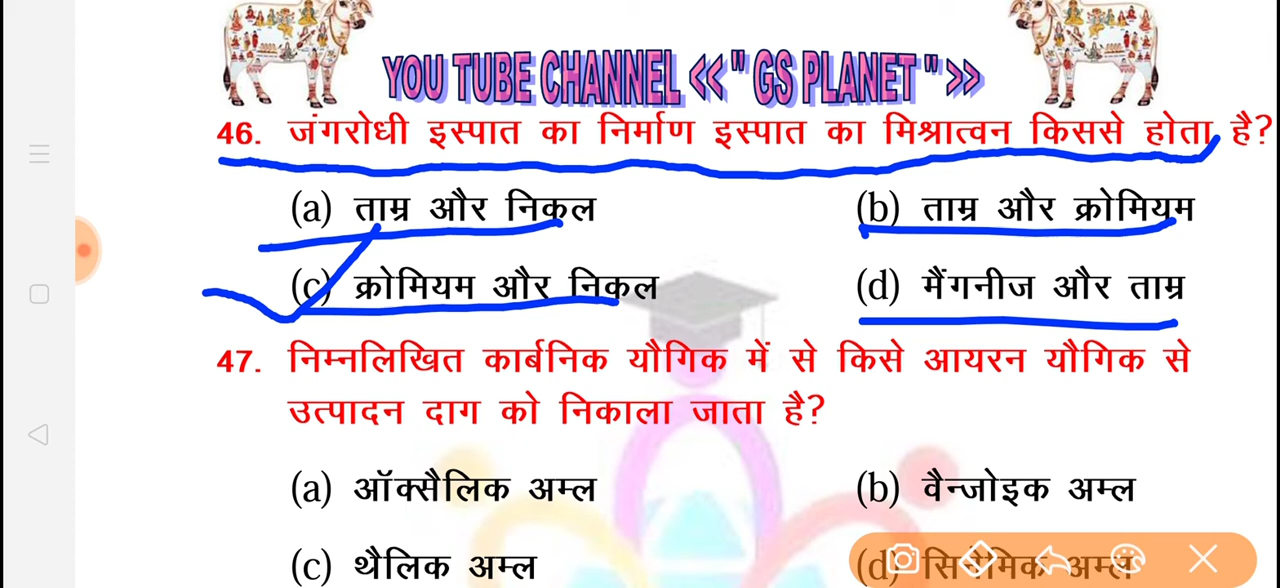 YOU TUBE CHANNEL <<" GS PLANET ">>
46. जंगरोधी इस्पात का निर्माण इस्पात का मिश्रात्वन किससे होता है?
(a) ताम्र और निकल (b) ताम्र और क्रोमियम
(c) क्रोमियम और निकल (d) मैंगनीज और ताम्र
47. निम्नलिखित कार्बनिक यौगिक में से किसे आयरन यौगिक से
उत्पादन दाग को निकाला जाता है?
(a) ऑक्सैलिक अम्ल (b) वैन्जोइक अम्ल
(c) थैलिक अम्ल (d) सिनेमिक अम्ल